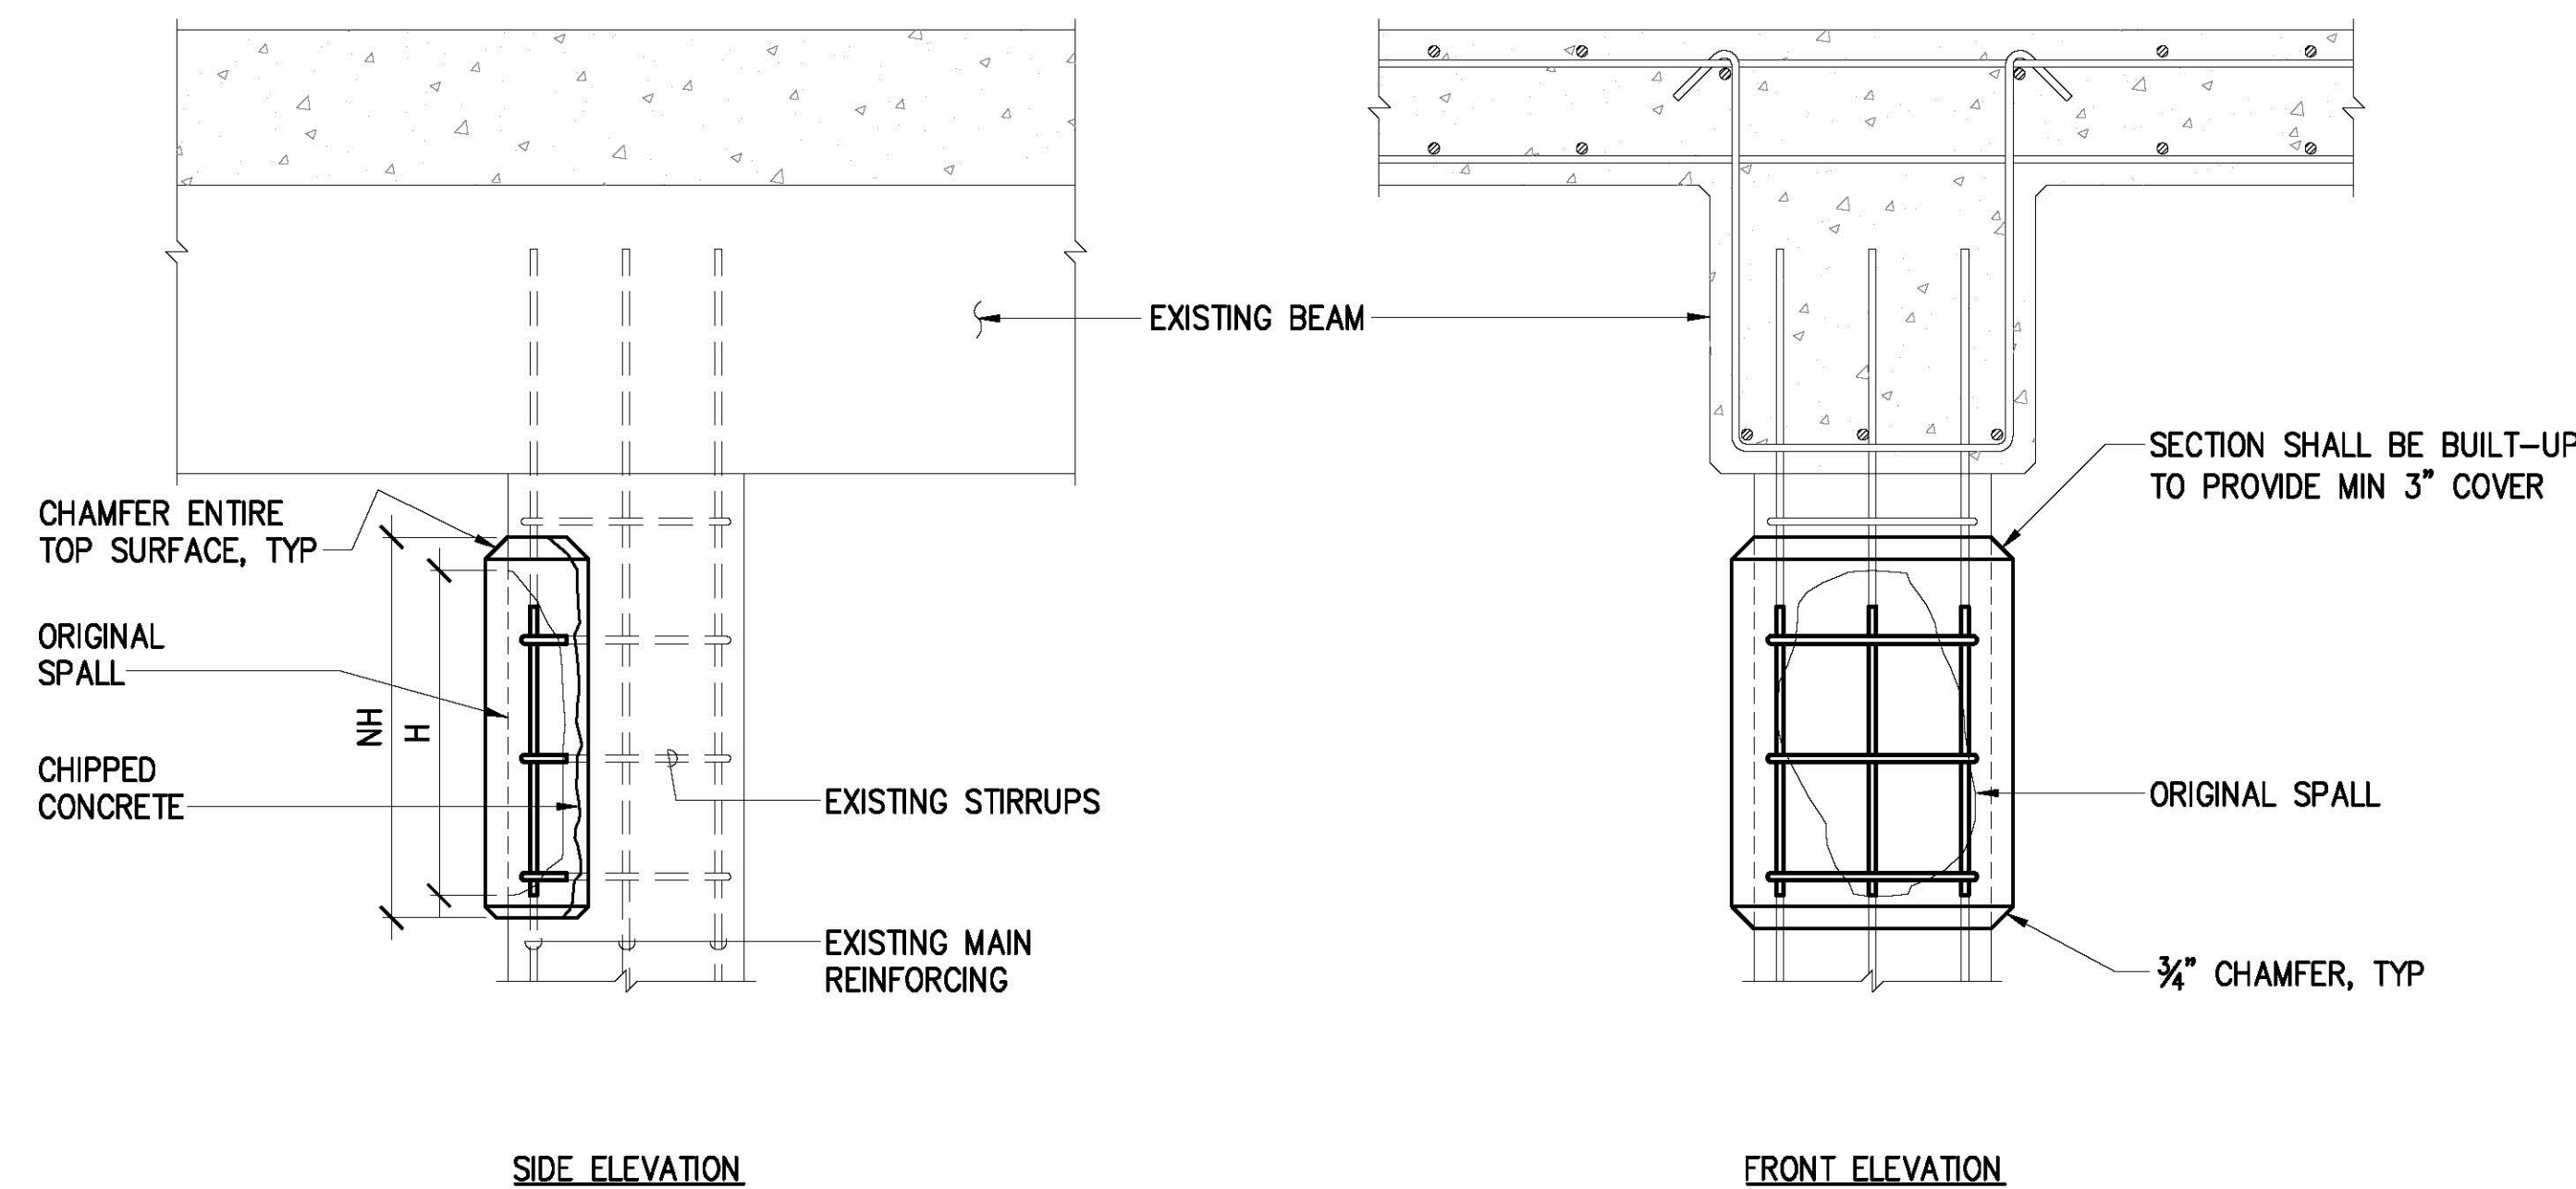 EXISTING BEAM
SECTION SHALL BE BUILT-UP
TO PROVIDE MIN 3" COVER
CHAMFER ENTIRE
TOP SURFACE, TYP
ORIGINAL
SPALL
NH
H
CHIPPED
CONCRETE
EXISTING STIRRUPS
ORIGINAL SPALL
EXISTING MAIN
REINFORCING
¾" CHAMFER, TYP
SIDE ELEVATION
FRONT ELEVATION